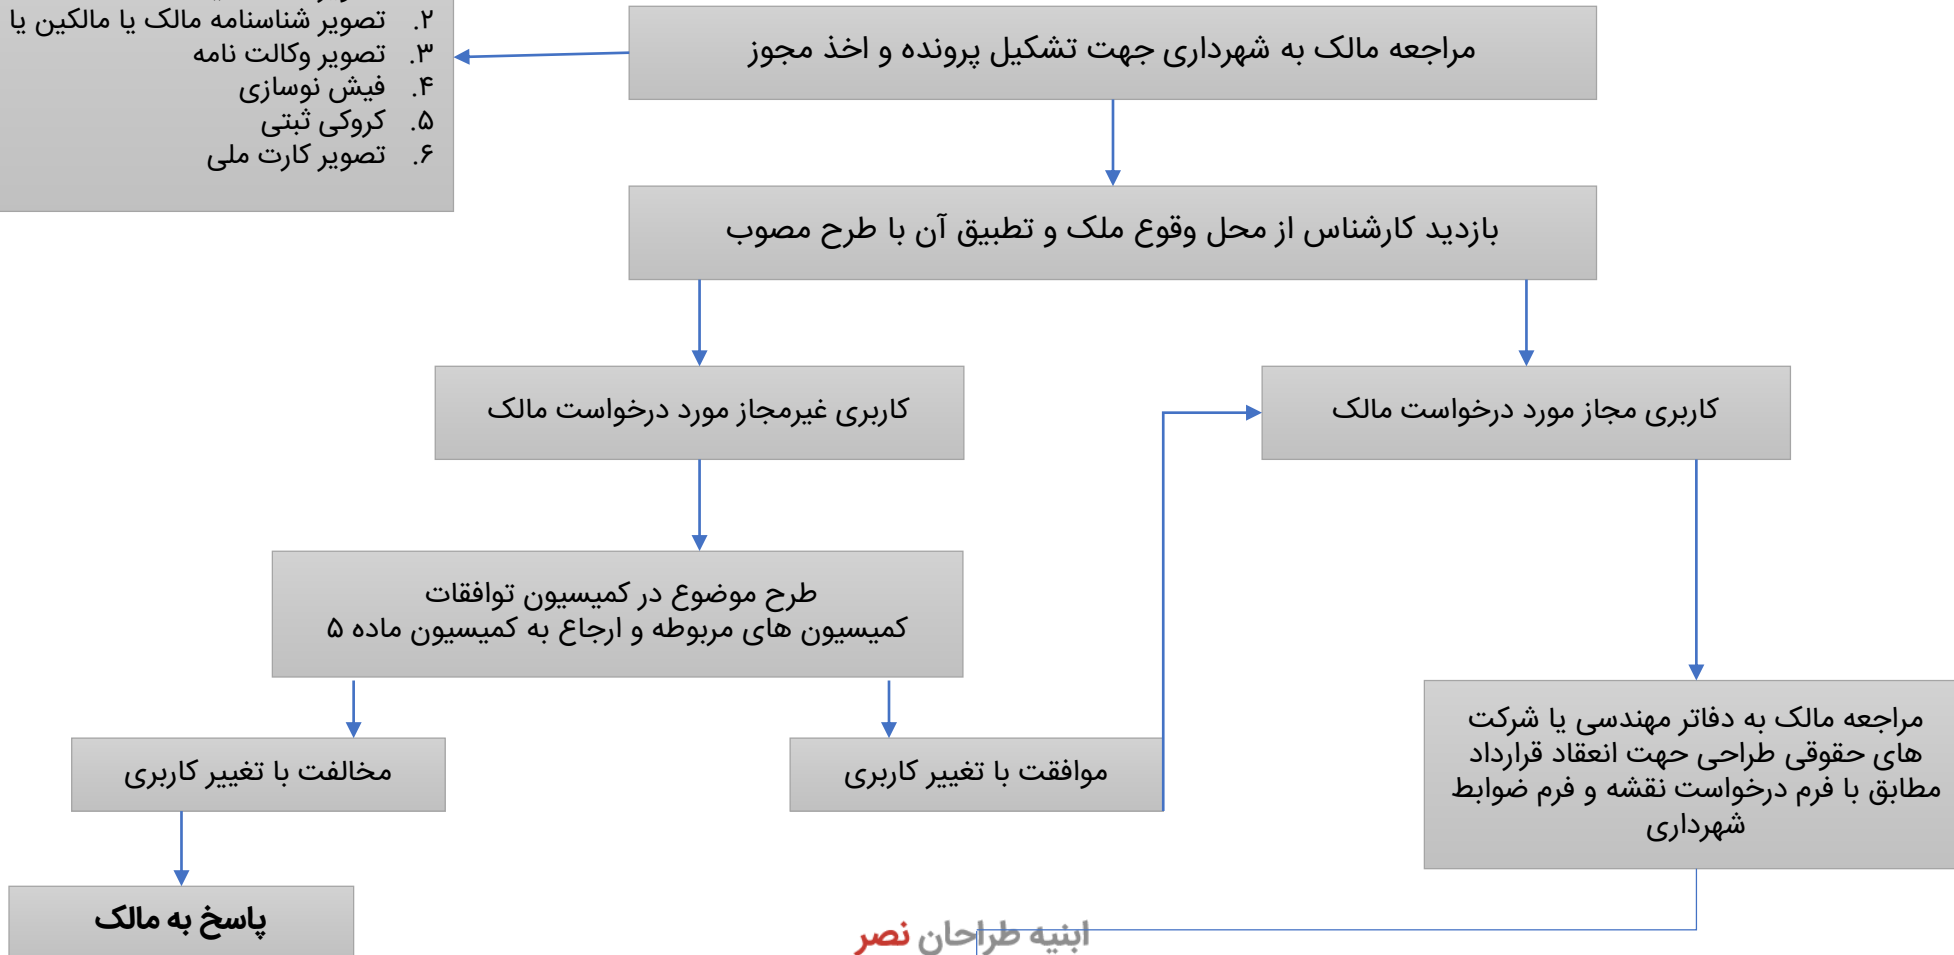 ۲. تصویر شناسنامه مالک یا مالکین یا
۳. تصویر وکالت نامه
۴. فیش نوسازی
۵. کروکی ثبتی
۶. تصویر کارت ملی
مراجعه مالک به شهرداری جهت تشکیل پرونده و اخذ مجوز
بازدید کارشناس از محل وقوع ملک و تطبیق آن با طرح مصوب
کاربری مجاز مورد درخواست مالک
کاربری غیرمجاز مورد درخواست مالک
طرح موضوع در کمیسیون توافقات
کمیسیون های مربوطه و ارجاع به کمیسیون ماده ۵
مراجعه مالک به دفاتر مهندسی یا شرکت
های حقوقی طراحی حهت انعقاد قرارداد
مطابق با فرم درخواست نقشه و فرم ضوابط
شهرداری
موافقت با تغییر کاربری
مخالفت با تغییر کاربری
پاسخ به مالک
ابنیه طراحان نصر